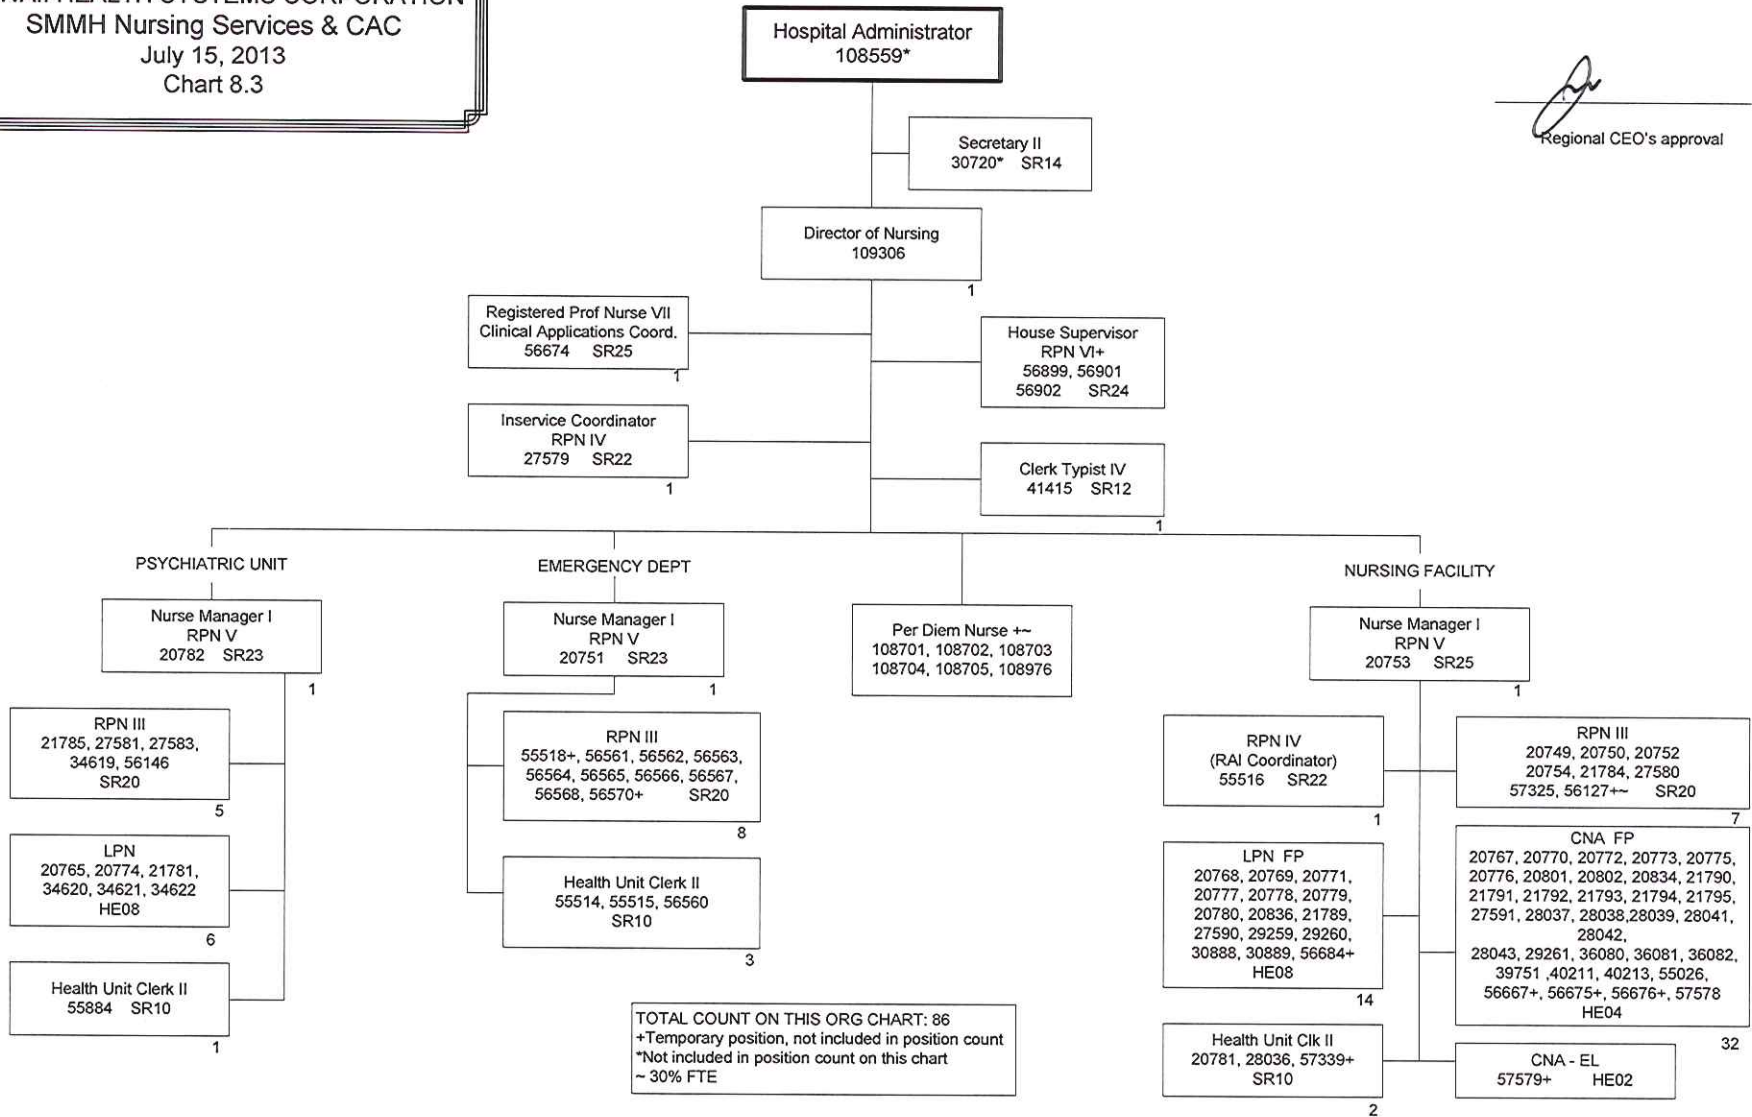 HEALTH SYSTEMS CORPORATION
SMMH Nursing Services & CAC
July 15, 2013
Chart 8.3
Hospital Administrator
108559*
Regional CEO's approval
Secretary II
30720* SR14
Director of Nursing
109306
1
Registered Prof Nurse VII
Clinical Applications Coord.
56674 SR25
1
House Supervisor
RPN VI+
56899, 56901
56902 SR24
Inservice Coordinator
RPN IV
27579 SR22
1
Clerk Typist IV
41415 SR12
1
PSYCHIATRIC UNIT
Nurse Manager I
RPN V
20782 SR23
1
RPN III
21785, 27581, 27583,
34619, 56146
SR20
5
LPN
20765, 20774, 21781,
34620, 34621, 34622
HE08
6
Health Unit Clerk II
55884 SR10
1
EMERGENCY DEPT
Nurse Manager I
RPN V
20751 SR23
1
RPN III
55518+, 56561, 56562, 56563,
56564, 56565, 56566, 56567,
56568, 56570+ SR20
8
Health Unit Clerk II
55514, 55515, 56560
SR10
3
Per Diem Nurse +~
108701, 108702, 108703
108704, 108705, 108976
NURSING FACILITY
Nurse Manager I
RPN V
20753 SR25
1
RPN IV
(RAI Coordinator)
55516 SR22
1
RPN III
20749, 20750, 20752
20754, 21784, 27580
57325, 56127+~ SR20
7
LPN FP
20768, 20769, 20771,
20777, 20778, 20779,
20780, 20836, 21789,
27590, 29259, 29260,
30888, 30889, 56684+
HE08
14
CNA FP
20767, 20770, 20772, 20773, 20775,
20776, 20801, 20802, 20834, 21790,
21791, 21792, 21793, 21794, 21795,
27591, 28037, 28038,28039, 28041,
28042,
28043, 29261, 36080, 36081, 36082,
39751 ,40211, 40213, 55026,
56667+, 56675+, 56676+, 57578
HE04
32
Health Unit Clk II
20781, 28036, 57339+
SR10
2
CNA - EL
57579+ HE02
TOTAL COUNT ON THIS ORG CHART: 86
+Temporary position, not included in position count
*Not included in position count on this chart
~ 30% FTE